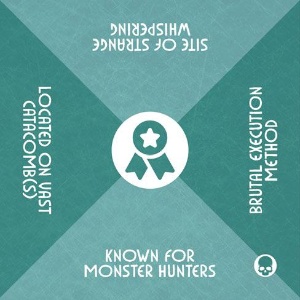 SITE OF STRANGE
WHISPERING
LOCATED ON VAST
CATACOMB(S)
BRUTAL EXECUTION
METHOD
KNOWN FOR
MONSTER HUNTERS